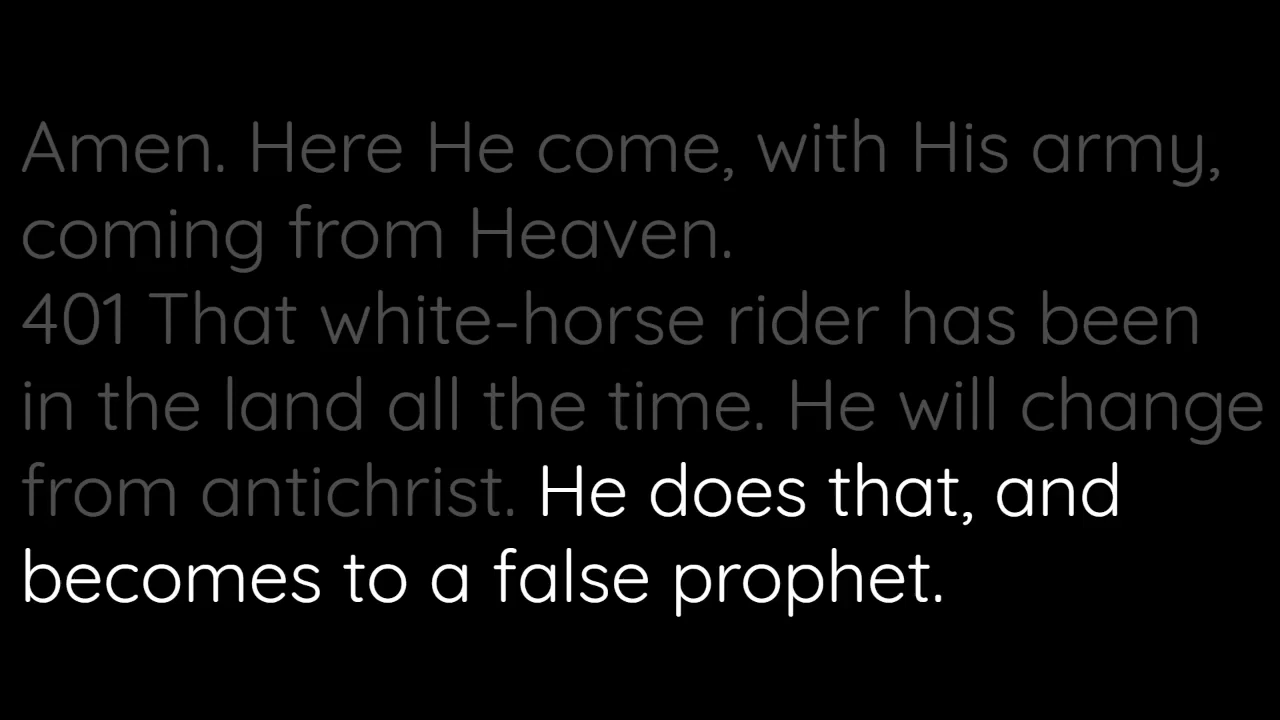 Amen. Here He come, with His army,
coming from Heaven.
401 That white-horse rider has been
in the land all the time. He will change
from antichrist. He does that, and
becomes to a false prophet.